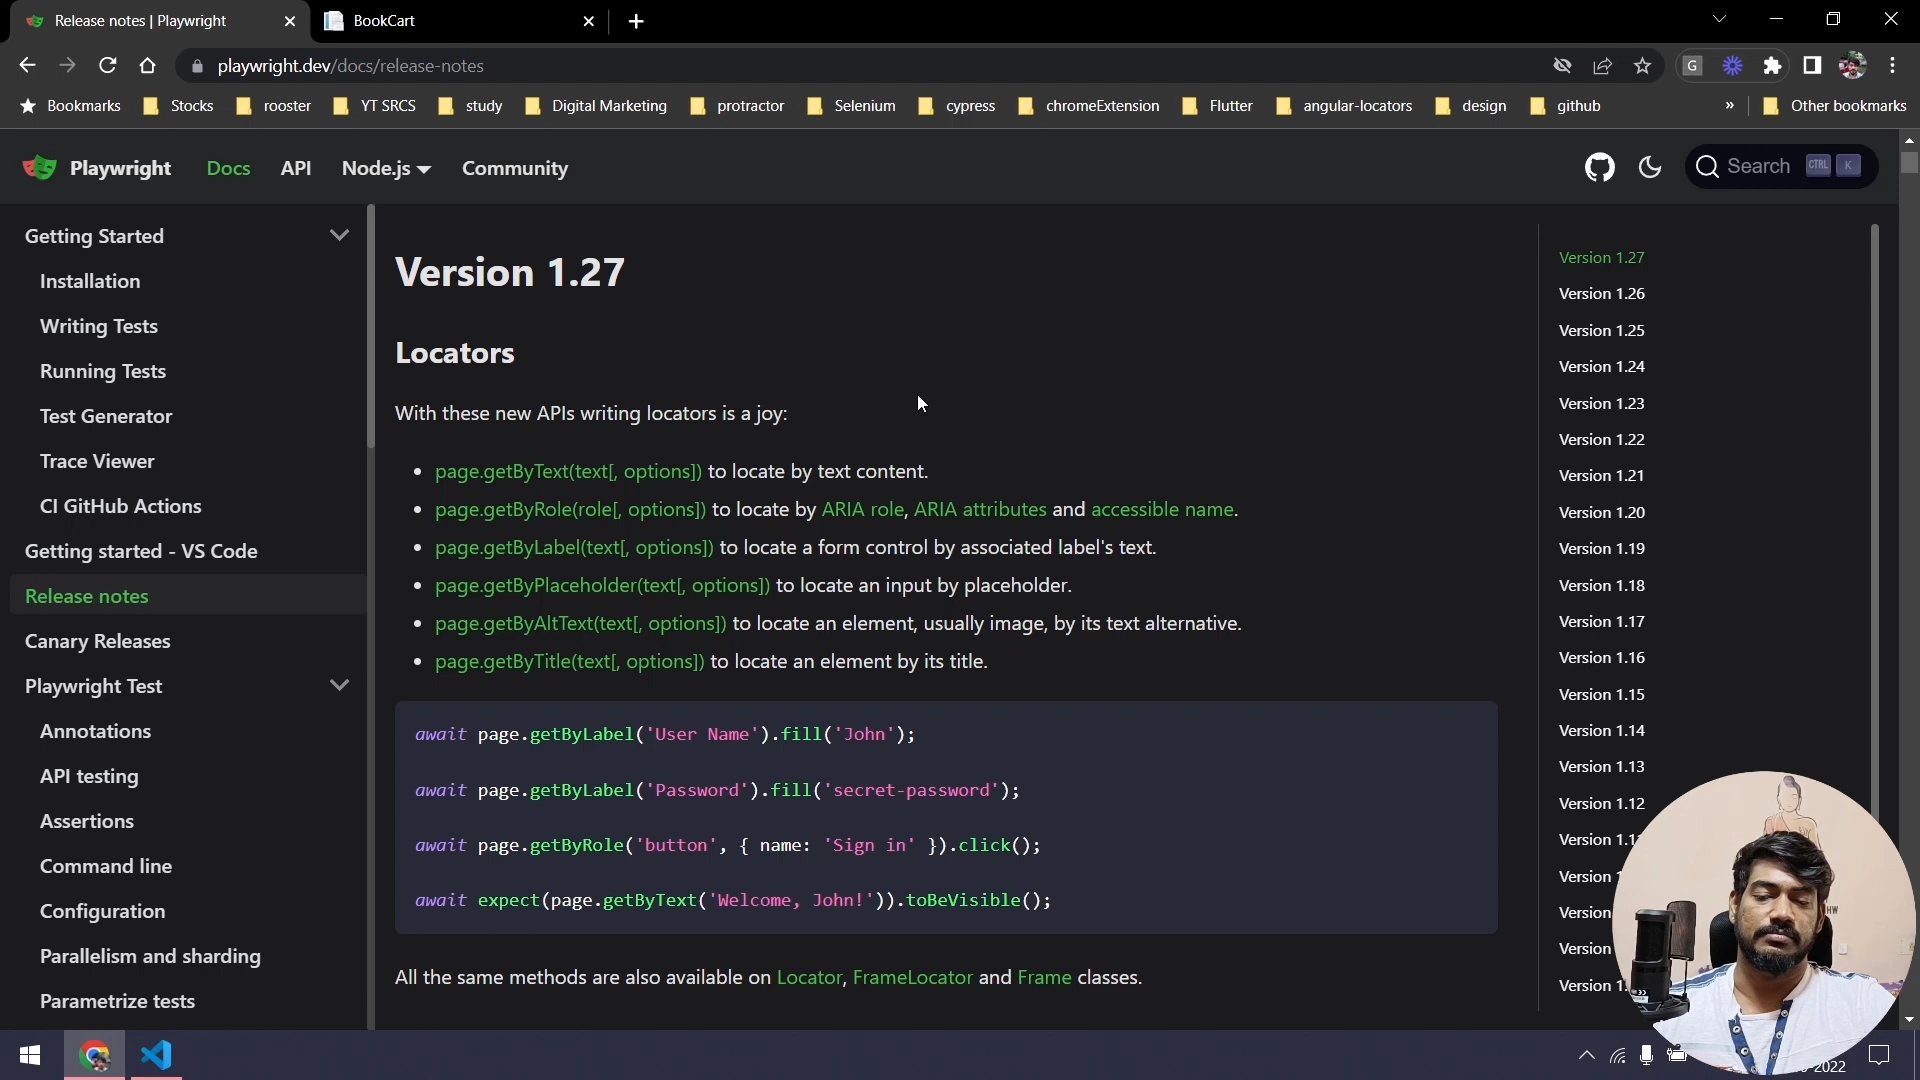 Release notes | Playwright
BookCart
playwright.dev/docs/release-notes
G
Bookmarks
Stocks
rooster
YT SRCS
study
Digital Marketing
protractor
Selenium
cypress
chromeExtension
Flutter
angular-locators
design
github
»
Other bookmarks
Playwright
Docs
API
Node.js
Community
Search
CTRL K
Getting Started
Installation
Writing Tests
Running Tests
Test Generator
Trace Viewer
CI GitHub Actions
Getting started - VS Code
Release notes
Canary Releases
Playwright Test
Annotations
API testing
Assertions
Command line
Configuration
Parallelism and sharding
Parametrize tests
Version 1.27
Locators
With these new APIs writing locators is a joy:
page.getByText(text[, options]) to locate by text content.
page.getByRole(role[, options]) to locate by ARIA role, ARIA attributes and accessible name.
page.getByLabel(text[, options]) to locate a form control by associated label's text.
page.getByPlaceholder(text[, options]) to locate an input by placeholder.
page.getByAltText(text[, options]) to locate an element, usually image, by its text alternative.
page.getByTitle(text[, options]) to locate an element by its title.
await page.getByLabel('User Name').fill('John');
await page.getByLabel('Password').fill('secret-password');
await page.getByRole('button', { name: 'Sign in' }).click();
await expect(page.getByText('Welcome, John!')).toBeVisible();
All the same methods are also available on Locator, FrameLocator and Frame classes.
Version 1.27
Version 1.26
Version 1.25
Version 1.24
Version 1.23
Version 1.22
Version 1.21
Version 1.20
Version 1.19
Version 1.18
Version 1.17
Version 1.16
Version 1.15
Version 1.14
Version 1.13
Version 1.12
Version 1.1
Version 1
Version
Version
Version 1.
-2022